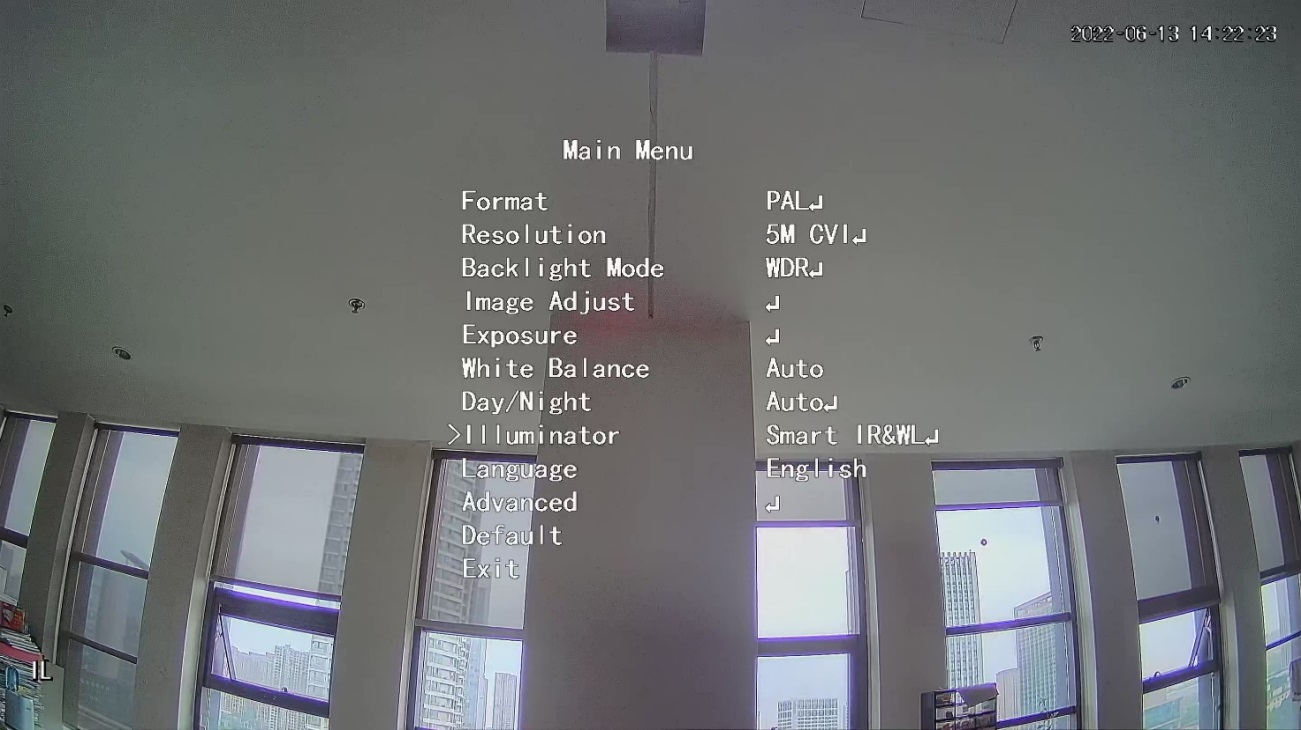 2022-06-13 14:22:23
Main Menu
Format PAL↵
Resolution 5M CVI↵
Backlight Mode WDR↵
Image Adjust ↵
Exposure ↵
White Balance Auto
Day/Night Auto↵
>Illuminator Smart IR&WL↵
Language English
Advanced ↵
Default
Exit
IL